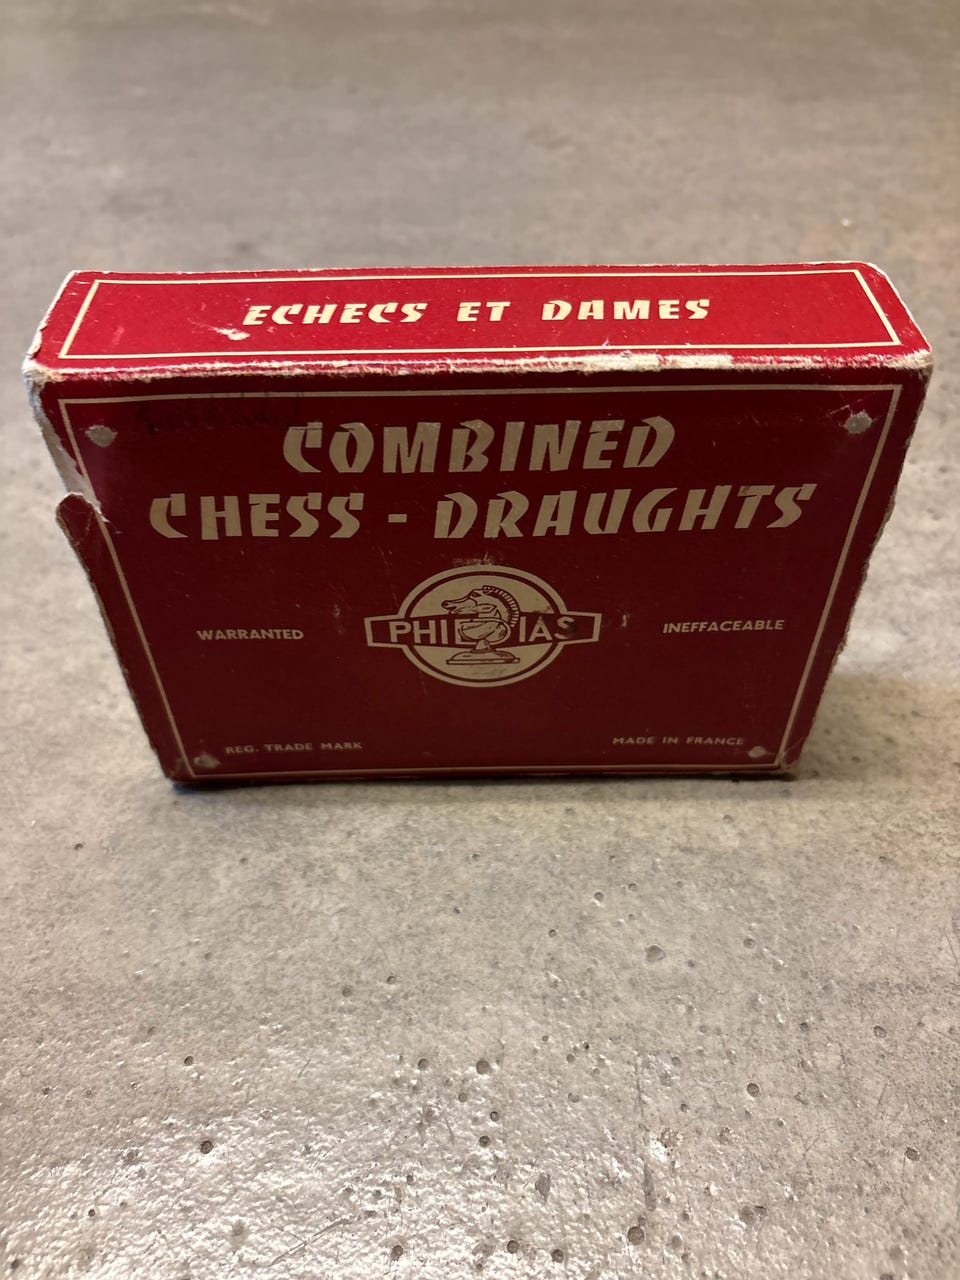 ECHECS ET DAMES
COMBINED
CHESS - DRAUGHTS
WARRANTED
PHIDIAS
INEFFACEABLE
REG. TRADE MARK
MADE IN FRANCE